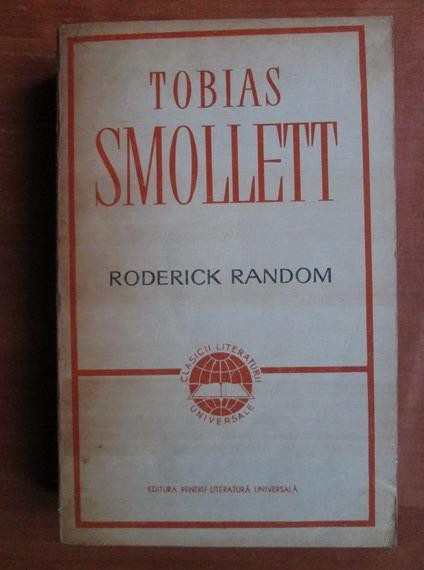 TOBIAS
SMOLLETT
RODERICK RANDOM
CLASICII LITERATURII
UNIVERSALE
EDITURA PENTRU LITERATURĂ UNIVERSALĂ